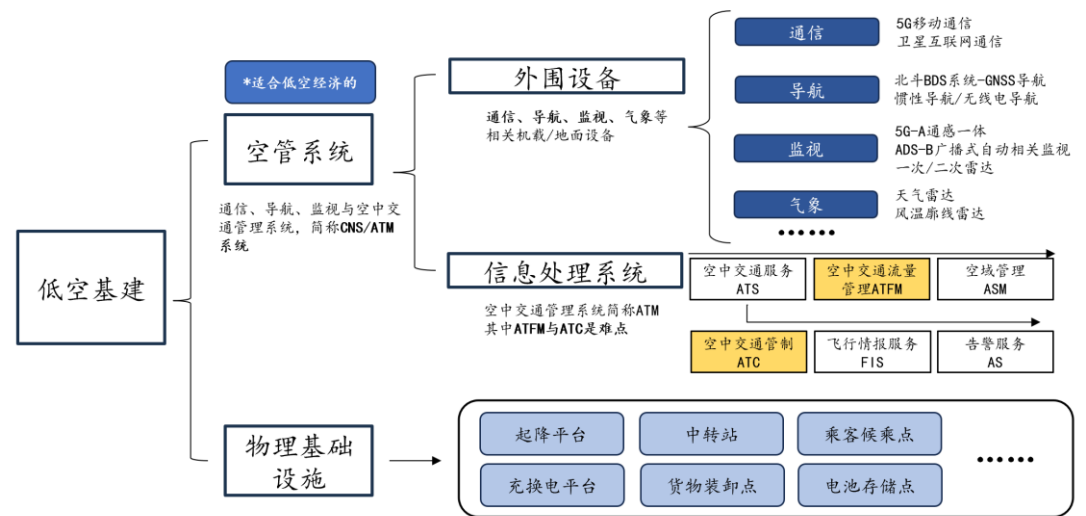 低空基建
*适合低空经济的
空管系统
通信、导航、监视与空中交
通管理系统，简称CNS/ATM
系统
外围设备
通信、导航、监视、气象等
相关机载/地面设备
通信
5G移动通信
卫星互联网通信
导航
北斗BDS系统-GNSS导航
惯性导航/无线电导航
监视
5G-A通感一体
ADS-B广播式自动相关监视
一次/二次雷达
气象
天气雷达
风温廓线雷达
••••••
信息处理系统
空中交通管理系统简称ATM
其中ATFM与ATC是难点
空中交通服务
ATS
空中交通流量
管理ATFM
空域管理
ASM
空中交通管制
ATC
飞行情报服务
FIS
告警服务
AS
物理基础
设施
起降平台
中转站
乘客候乘点
充换电平台
货物装卸点
电池存储点
••••••